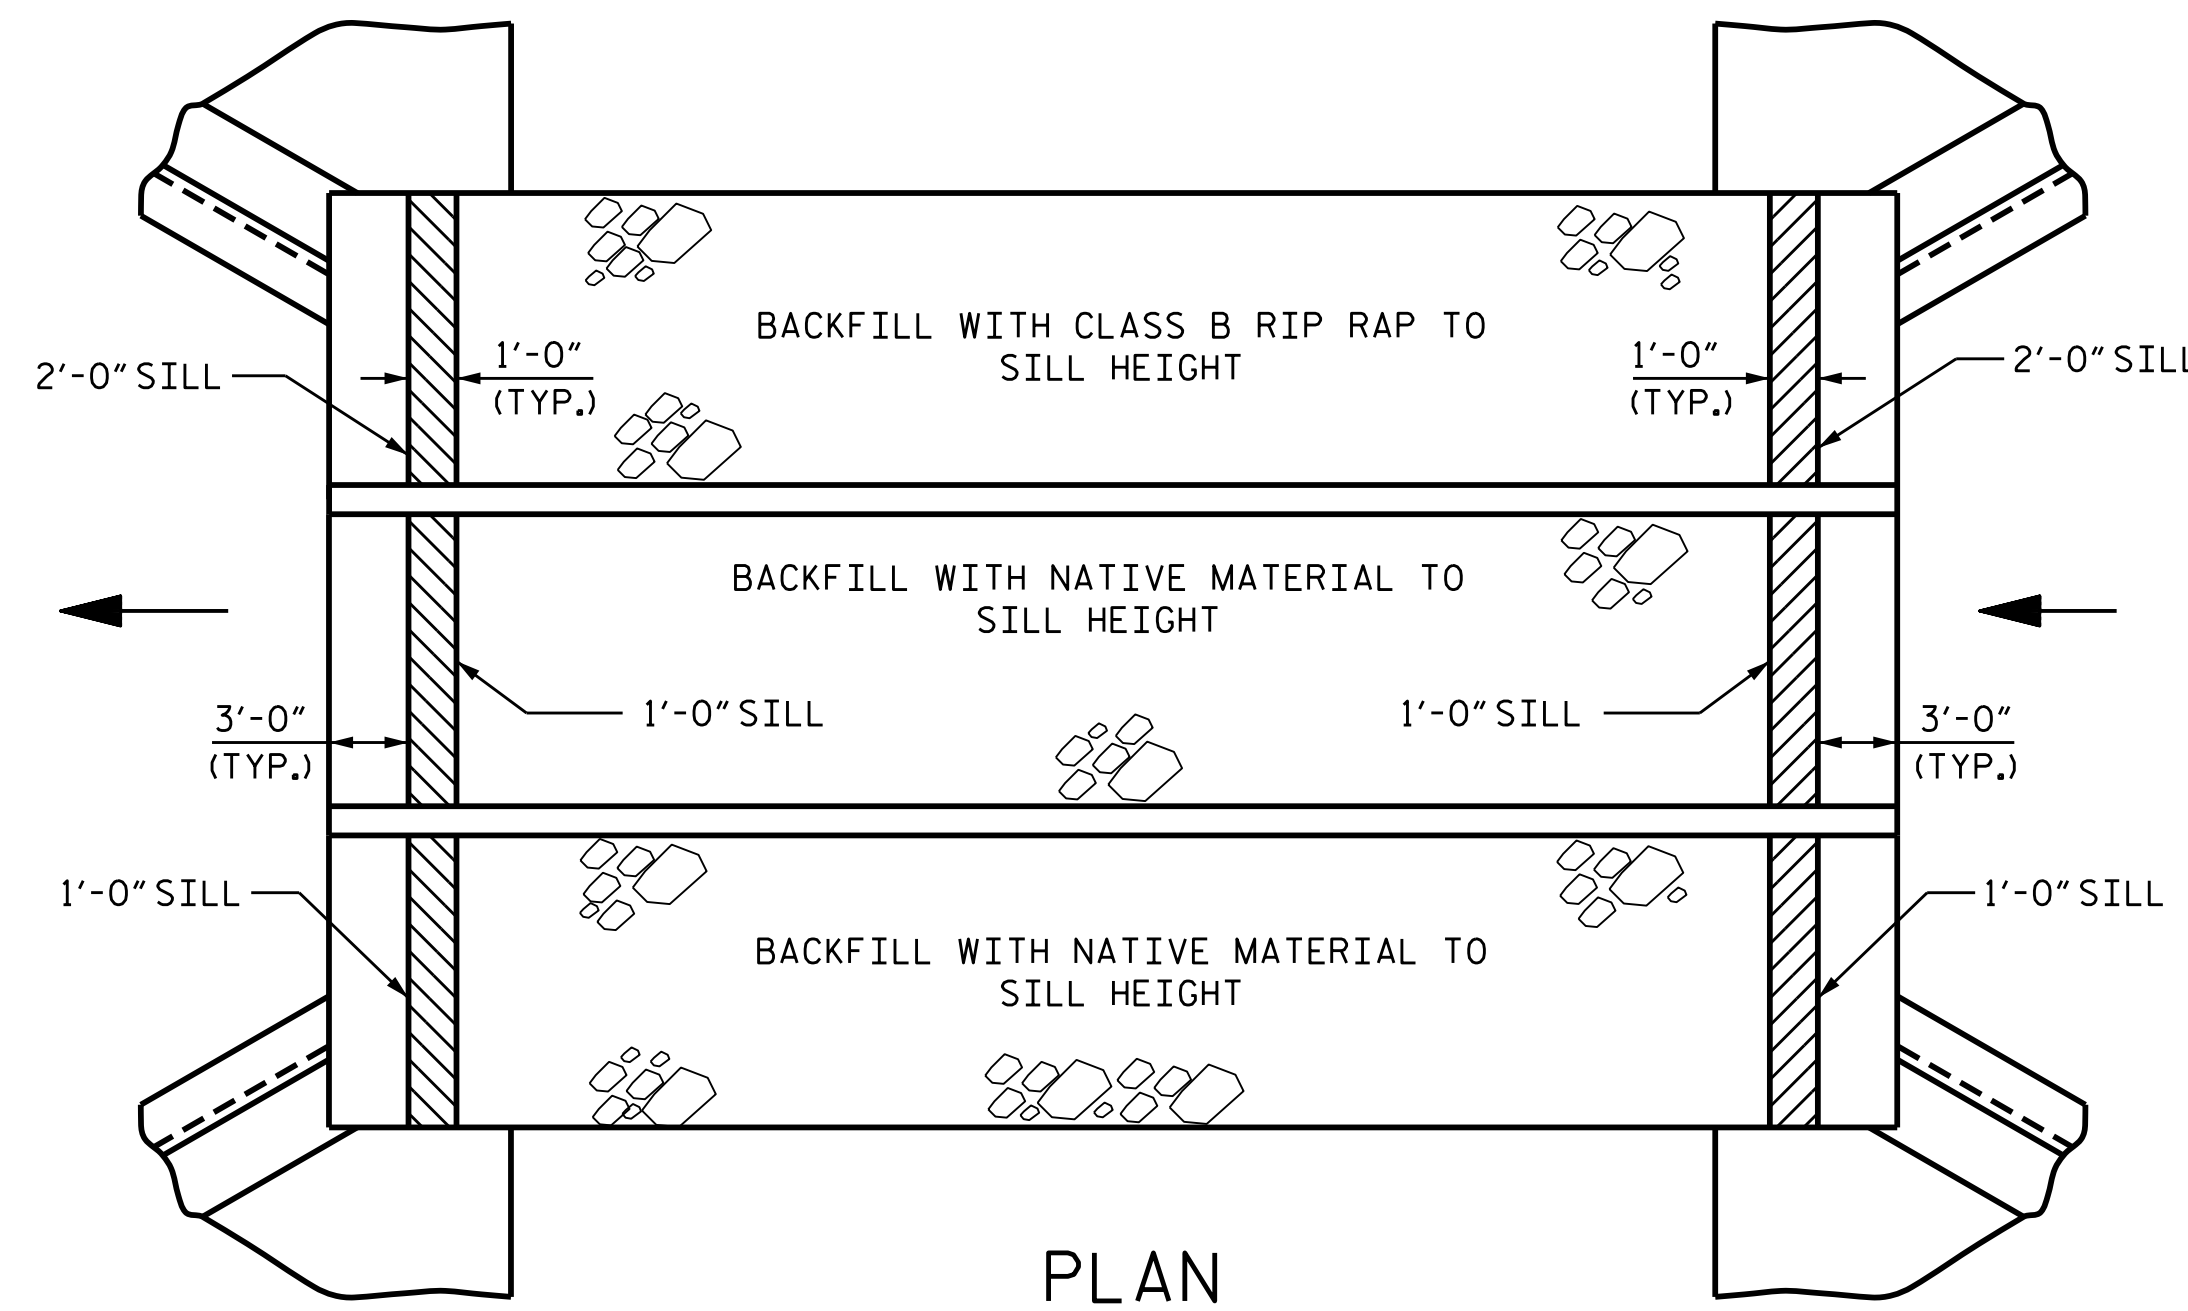 BACKFILL WITH CLASS B RIP RAP TO
SILL HEIGHT
1'-0"
(TYP.)
2'-0" SILL
1'-0"
(TYP.)
2'-0" SILL
BACKFILL WITH NATIVE MATERIAL TO
SILL HEIGHT
1'-0" SILL
1'-0" SILL
3'-0"
(TYP.)
3'-0"
(TYP.)
1'-0" SILL
1'-0" SILL
BACKFILL WITH NATIVE MATERIAL TO
SILL HEIGHT
PLAN